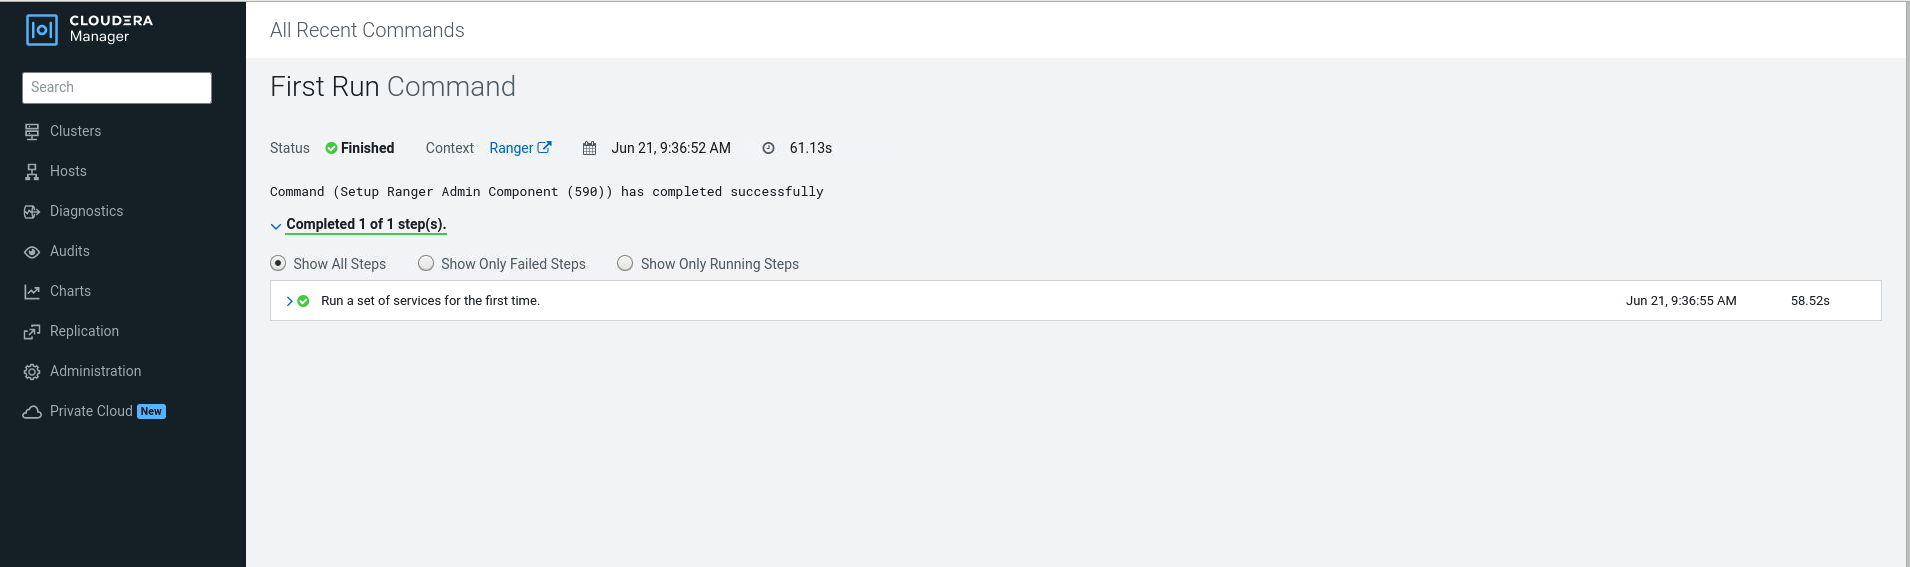 CLOUDERA
Manager
Search
Clusters
Hosts
Diagnostics
Audits
Charts
Replication
Administration
Private Cloud New
All Recent Commands
First Run Command
Status Finished Context Ranger Jun 21, 9:36:52 AM 61.13s
Command (Setup Ranger Admin Component (590)) has completed successfully
Completed 1 of 1 step(s).
Show All Steps Show Only Failed Steps Show Only Running Steps
Run a set of services for the first time. Jun 21, 9:36:55 AM 58.52s